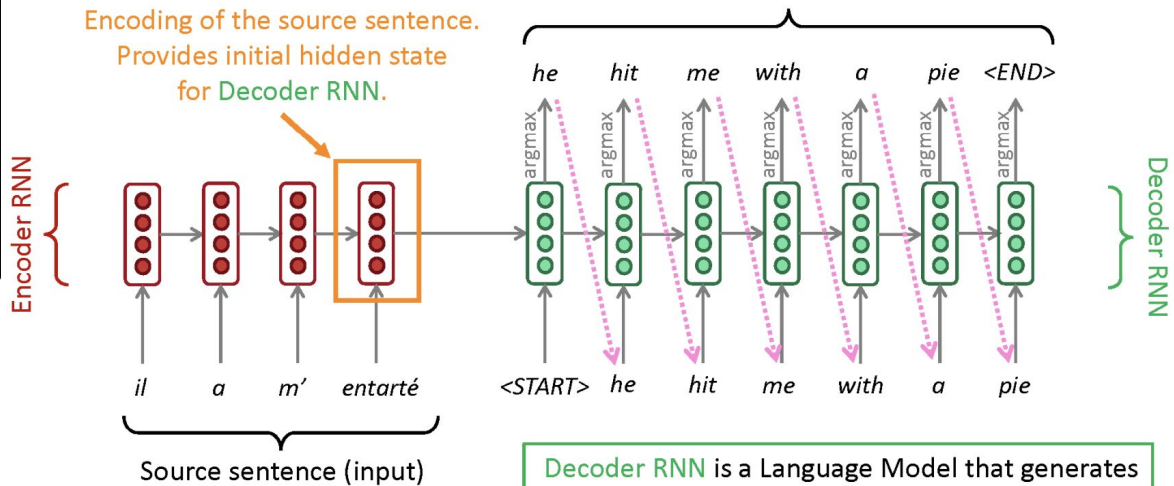 Encoding of the source sentence.
Provides initial hidden state
for Decoder RNN.
he hit me with a pie <END>
argmax argmax argmax argmax argmax argmax argmax
Encoder RNN
Decoder RNN
il a m’ entarté
<START> he hit me with a pie
Source sentence (input)
Decoder RNN is a Language Model that generates